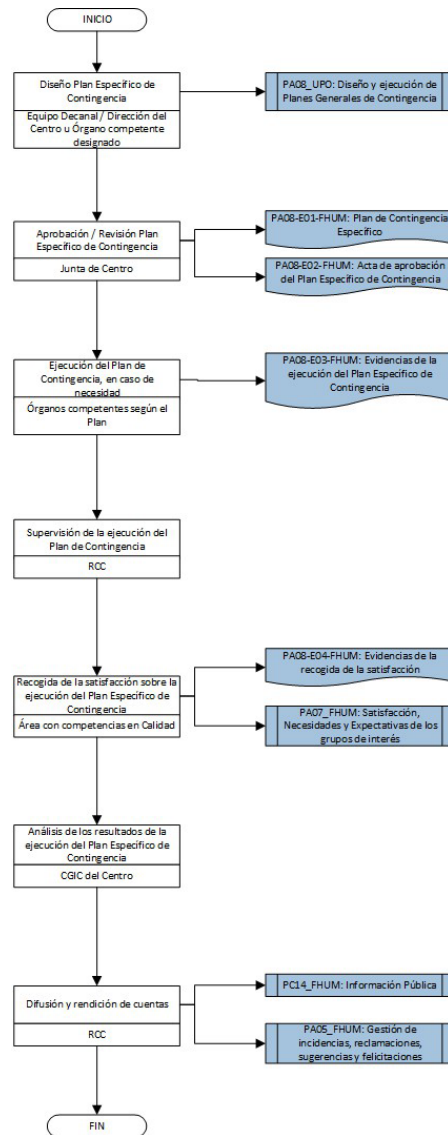 INICIO
Diseño Plan Específico de
Contingencia
Equipo Decanal / Dirección del
Centro u Órgano competente
designado
PA08_UPO: Diseño y ejecución de
Planes Generales de Contingencia
Aprobación / Revisión Plan
Específico de Contingencia
Junta de Centro
PA08-E01-FHUM: Plan de Contingencia
Específico
PA08-E02-FHUM: Acta de aprobación
del Plan Específico de Contingencia
Ejecución del Plan de
Contingencia, en caso de
necesidad
Órganos competentes según el
Plan
PA08-E03-FHUM: Evidencias de la
ejecución del Plan Específico de
Contingencia
Supervisión de la ejecución del
Plan de Contingencia
RCC
Recogida de la satisfacción sobre la
ejecución del Plan Específico de
Contingencia
Área con competencias en Calidad
PA08-E04-FHUM: Evidencias de la
recogida de la satisfacción
PA07_FHUM: Satisfacción,
Necesidades y Expectativas de los
grupos de interés
Análisis de los resultados de la
ejecución del Plan Específico de
Contingencia
CGIC del Centro
Difusión y rendición de cuentas
RCC
PC14_FHUM: Información Pública
PA05_FHUM: Gestión de
incidencias, reclamaciones,
sugerencias y felicitaciones
FIN